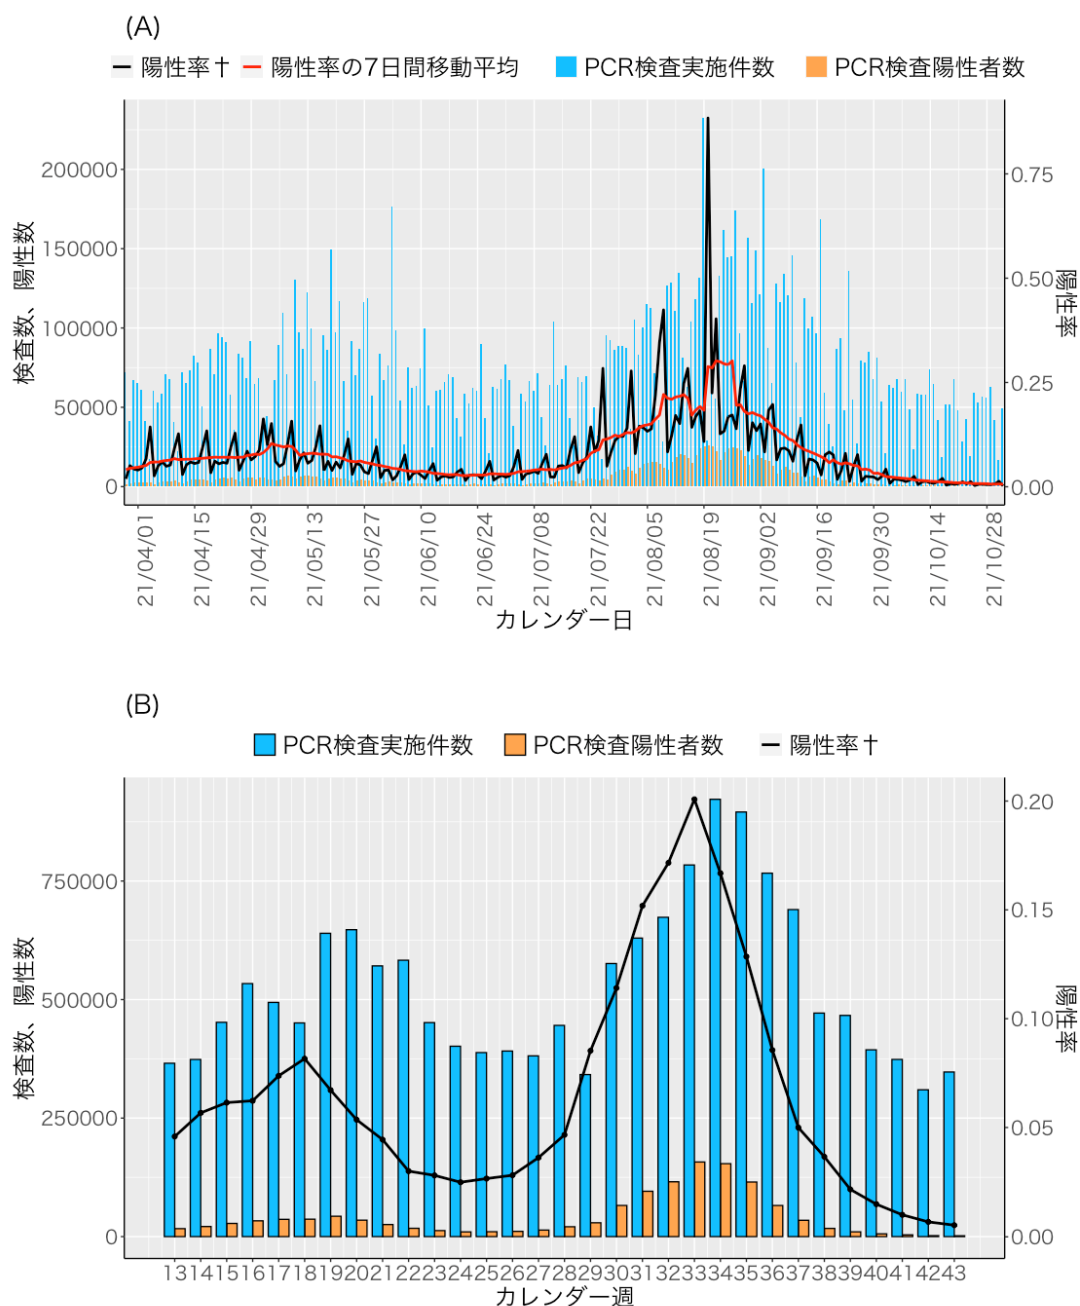 (A)
陽性率† 陽性率の7日間移動平均 PCR検査実施件数 PCR検査陽性者数
200000
150000
100000
50000
0
検査数、陽性数
0.75
0.50
0.25
0.00
陽性率
21/04/01 21/04/15 21/04/29 21/05/13 21/05/27 21/06/10 21/06/24 21/07/08 21/07/22 21/08/05 21/08/19 21/09/02 21/09/16 21/09/30 21/10/14 21/10/28
カレンダー日
(B)
PCR検査実施件数 PCR検査陽性者数 陽性率†
750000
500000
250000
0
検査数、陽性数
0.20
0.15
0.10
0.05
0.00
陽性率
13 14 15 16 17 18 19 20 21 22 23 24 25 26 27 28 29 30 31 32 33 34 35 36 37 38 39 40 41 42 43
カレンダー週